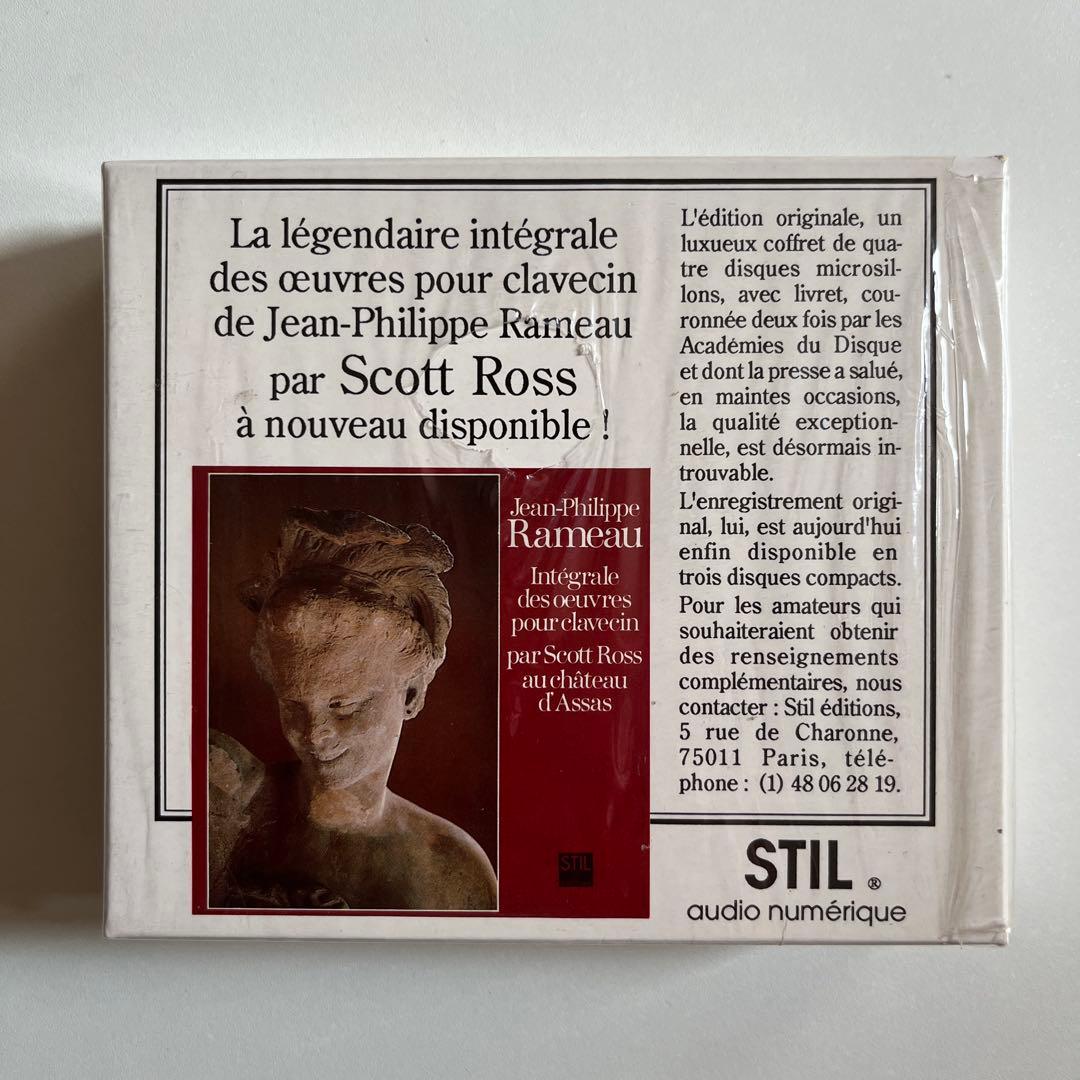 La légendaire intégrale
des œuvres pour clavecin
de Jean-Philippe Rameau
par Scott Ross
à nouveau disponible !
Jean-Philippe
Rameau
Intégrale
des oeuvres
pour clavecin
par Scott Ross
au château
d'Assas
STIL
L'édition originale, un
luxueux coffret de qua-
tre disques microsil-
lons, avec livret, cou-
ronnée deux fois par les
Académies du Disque
et dont la presse a salué,
en maintes occasions,
la qualité exception-
nelle, est désormais in-
trouvable.
L'enregistrement origi-
nal, lui, est aujourd'hui
enfin disponible en
trois disques compacts.
Pour les amateurs qui
souhaiteraient obtenir
des renseignements
complémentaires, nous
contacter : Stil éditions,
5 rue de Charonne,
75011 Paris, télé-
phone : (1) 48 06 28 19.
STIL ®
audio numérique